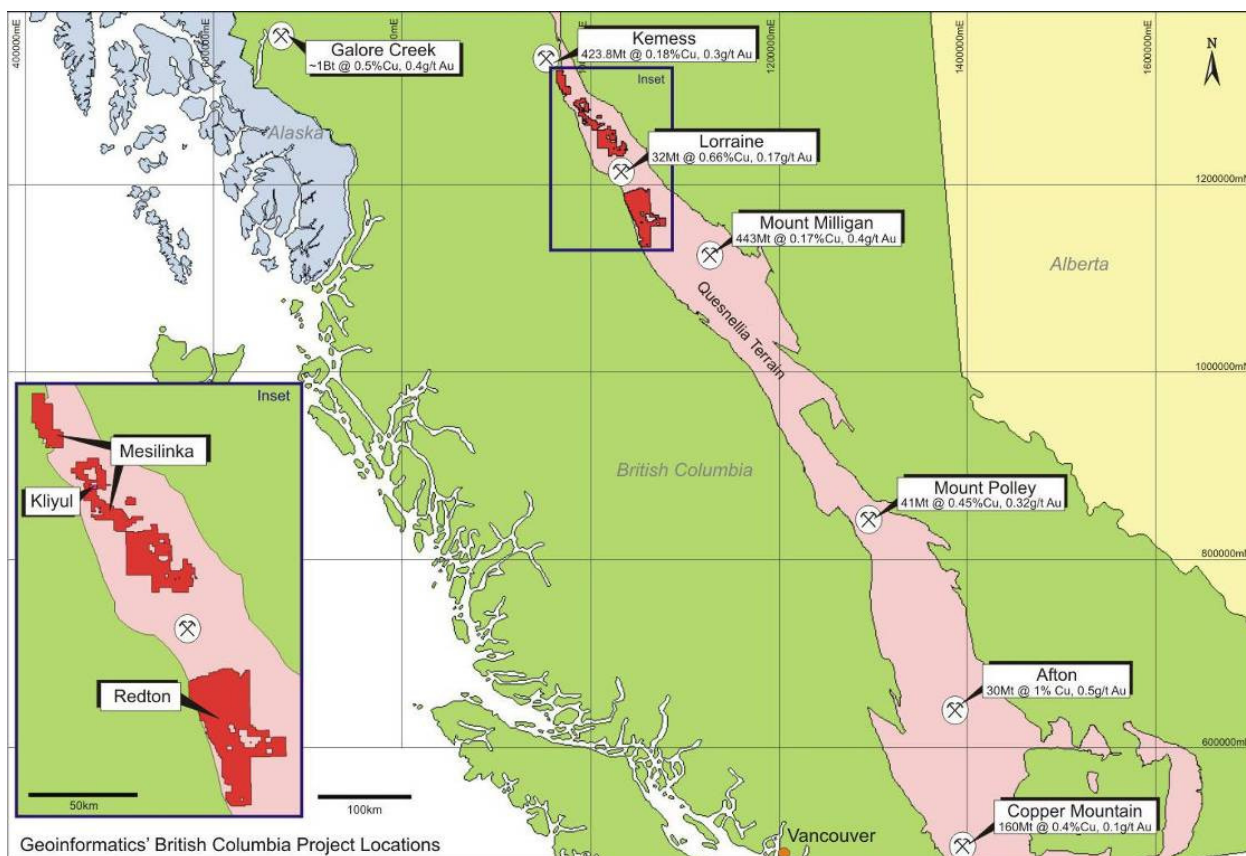 400000mE
1200000mE
1400000mE
1600000mE
N
Galore Creek
~1Bt @ 0.5%Cu, 0.4g/t Au
Kemess
423.8Mt @ 0.18%Cu, 0.3g/t Au
Inset
Alaska
Lorraine
32Mt @ 0.66%Cu, 0.17g/t Au
1200000mN
Mount Milligan
443Mt @ 0.17%Cu, 0.4g/t Au
Alberta
Quesnellia Terrain
1000000mN
Inset
Mesilinka
Kliyul
Redton
50km
100km
British Columbia
Mount Polley
41Mt @ 0.45%Cu, 0.32g/t Au
800000mN
Afton
30Mt @ 1% Cu, 0.5g/t Au
600000mN
Copper Mountain
160Mt @ 0.4%Cu, 0.1g/t Au
Vancouver
Geoinformatics' British Columbia Project Locations